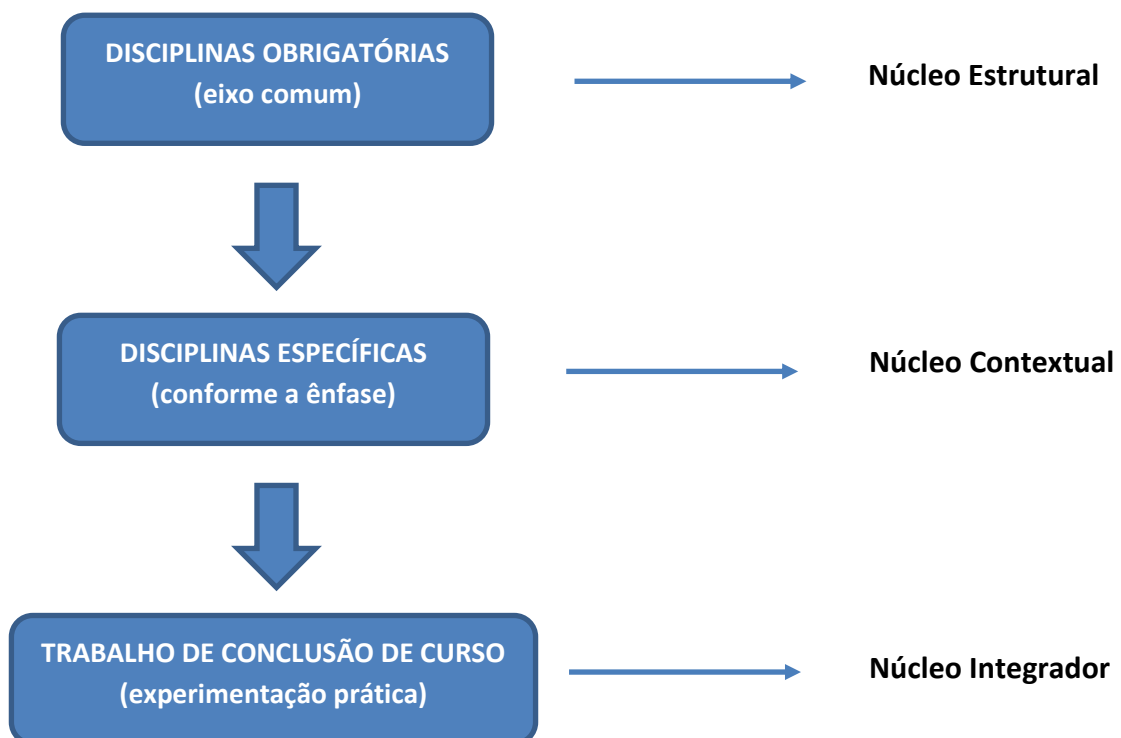 DISCIPLINAS OBRIGATÓRIAS
(eixo comum)
Núcleo Estrutural
DISCIPLINAS ESPECÍFICAS
(conforme a ênfase)
Núcleo Contextual
TRABALHO DE CONCLUSÃO DE CURSO
(experimentação prática)
Núcleo Integrador